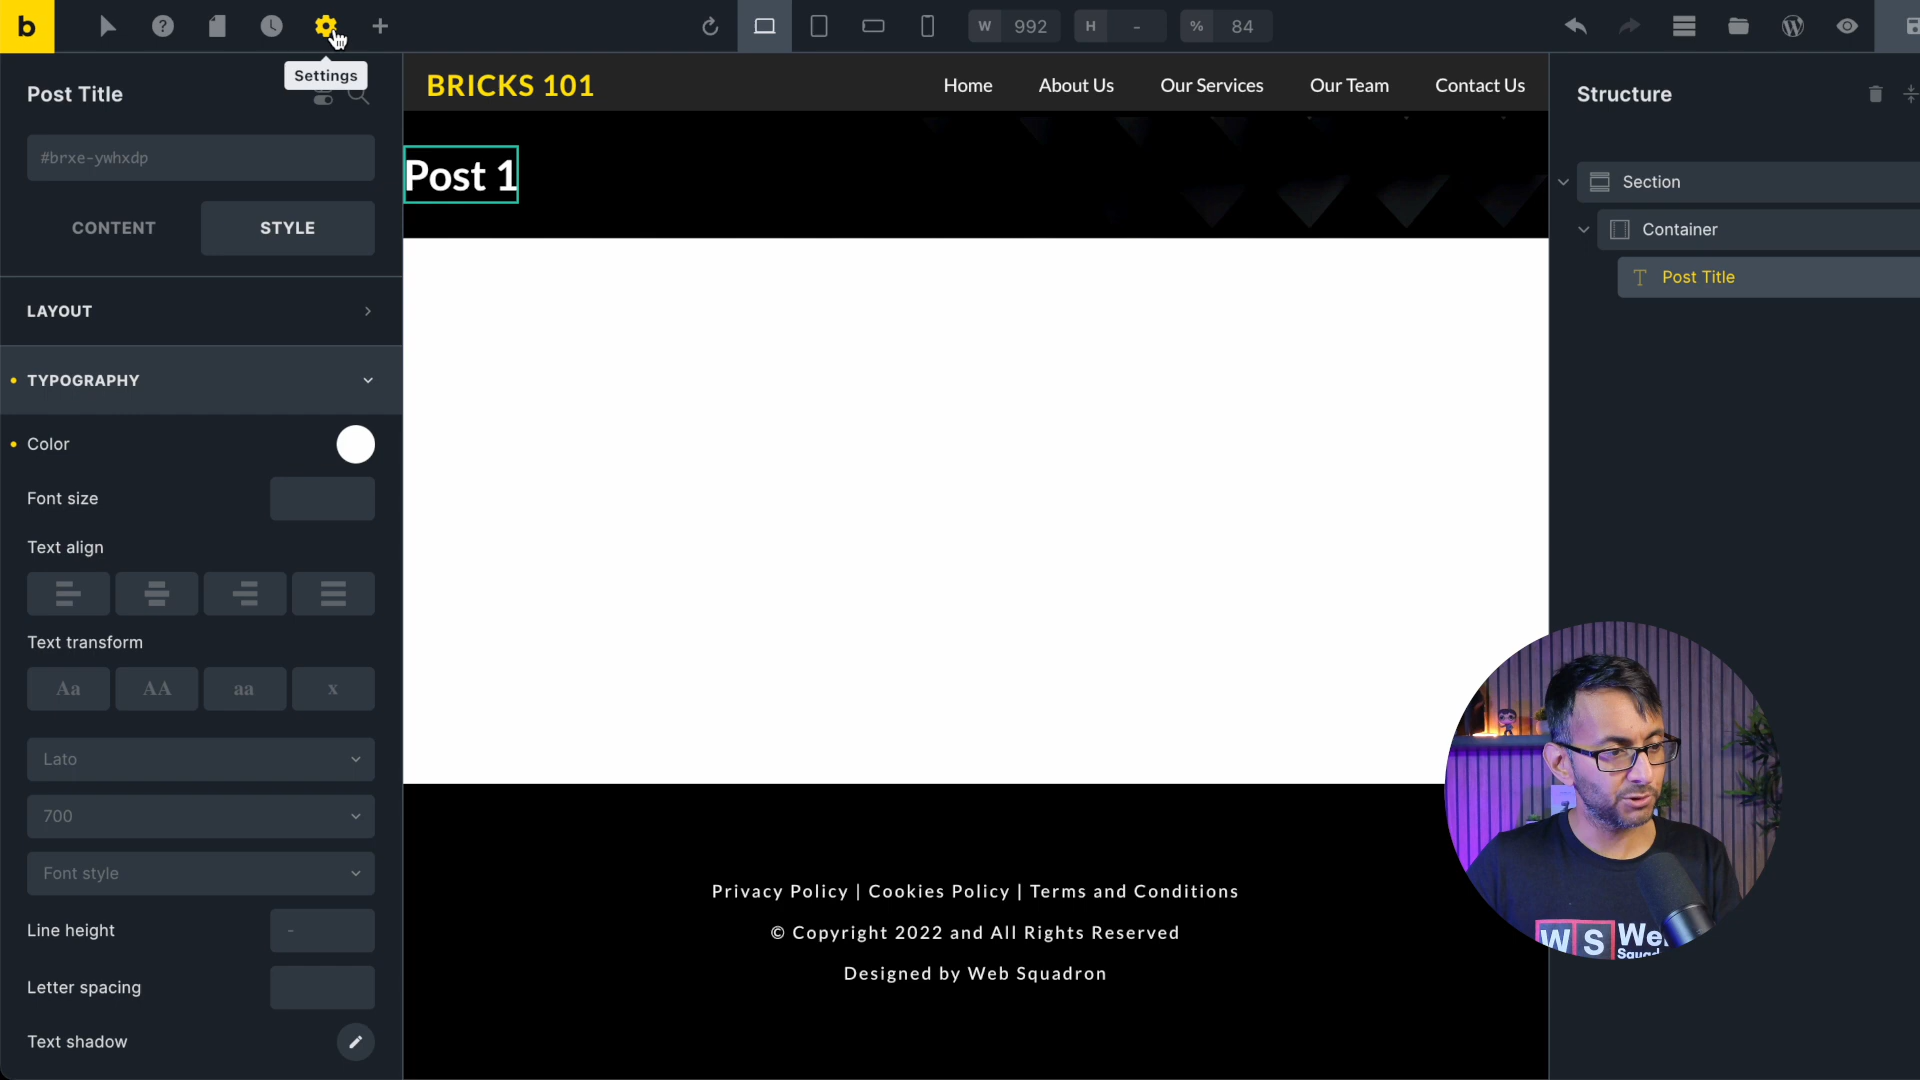 b
W 992
H -
% 84
Settings
Post Title
#brxe-ywhxdp
CONTENT
STYLE
LAYOUT
TYPOGRAPHY
Color
Font size
Text align
Text transform
Aa
AA
aa
x
Lato
700
Font style
Line height
-
Letter spacing
Text shadow
BRICKS 101
Home
About Us
Our Services
Our Team
Contact Us
Post 1
Privacy Policy | Cookies Policy | Terms and Conditions
© Copyright 2022 and All Rights Reserved
Designed by Web Squadron
Structure
Section
Container
T Post Title
W S